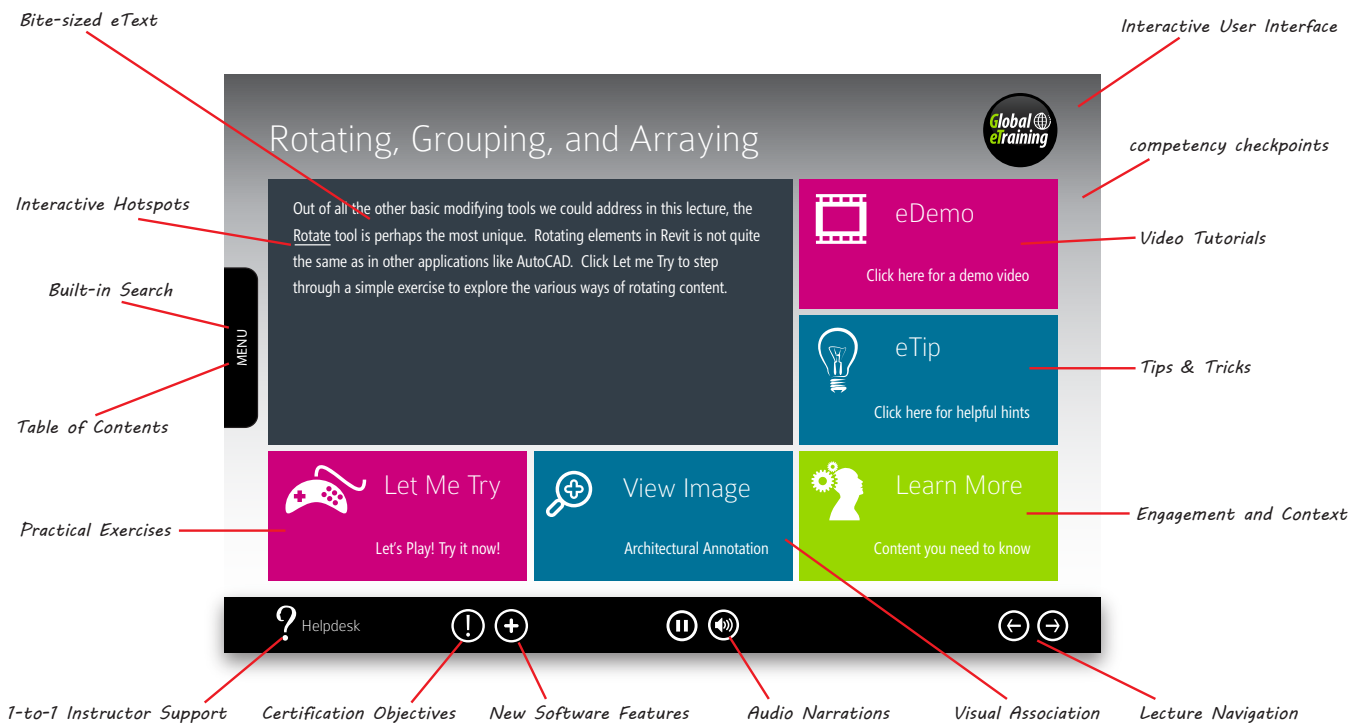 Bite-sized eText
Interactive User Interface
Global
eTraining
Rotating, Grouping, and Arraying
competency checkpoints
Interactive Hotspots
Out of all the other basic modifying tools we could address in this lecture, the
Rotate tool is perhaps the most unique. Rotating elements in Revit is not quite
the same as in other applications like AutoCAD. Click Let me Try to step
through a simple exercise to explore the various ways of rotating content.
eDemo
Click here for a demo video
Video Tutorials
Built-in Search
MENU
Table of Contents
eTip
Click here for helpful hints
Tips & Tricks
Let Me Try
Let's Play! Try it now!
Practical Exercises
View Image
Architectural Annotation
Learn More
Content you need to know
Engagement and Context
? Helpdesk
1-to-1 Instructor Support
Certification Objectives
New Software Features
Audio Narrations
Visual Association
Lecture Navigation